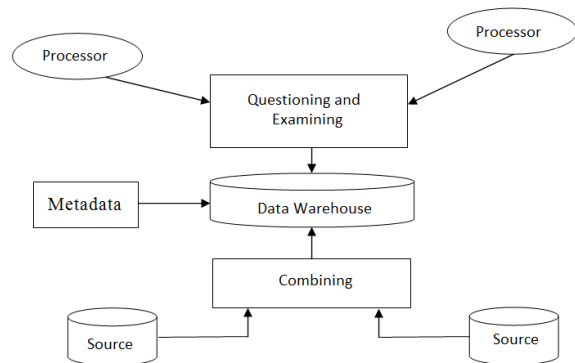 Processor
Processor
Questioning and
Examining
Metadata
Data Warehouse
Combining
Source
Source